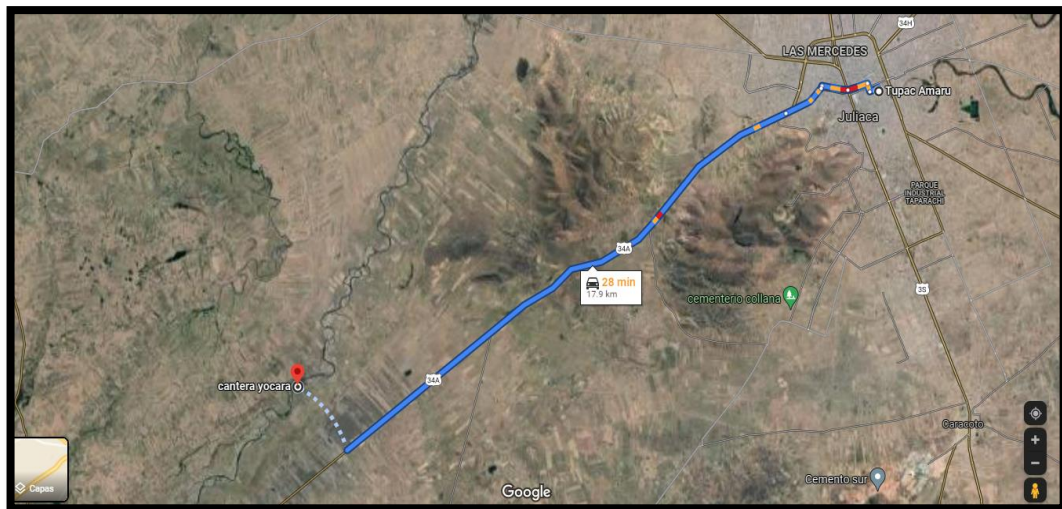 34H
LAS MERCEDES
Tupac Amaru
Juliaca
PARQUE
INDUSTRIAL
TAPARACHI
34A
28 min
17.9 km
3S
cementerio collana
34A
cantera yocara
Caracoto
Cemento sur
Capas
Google